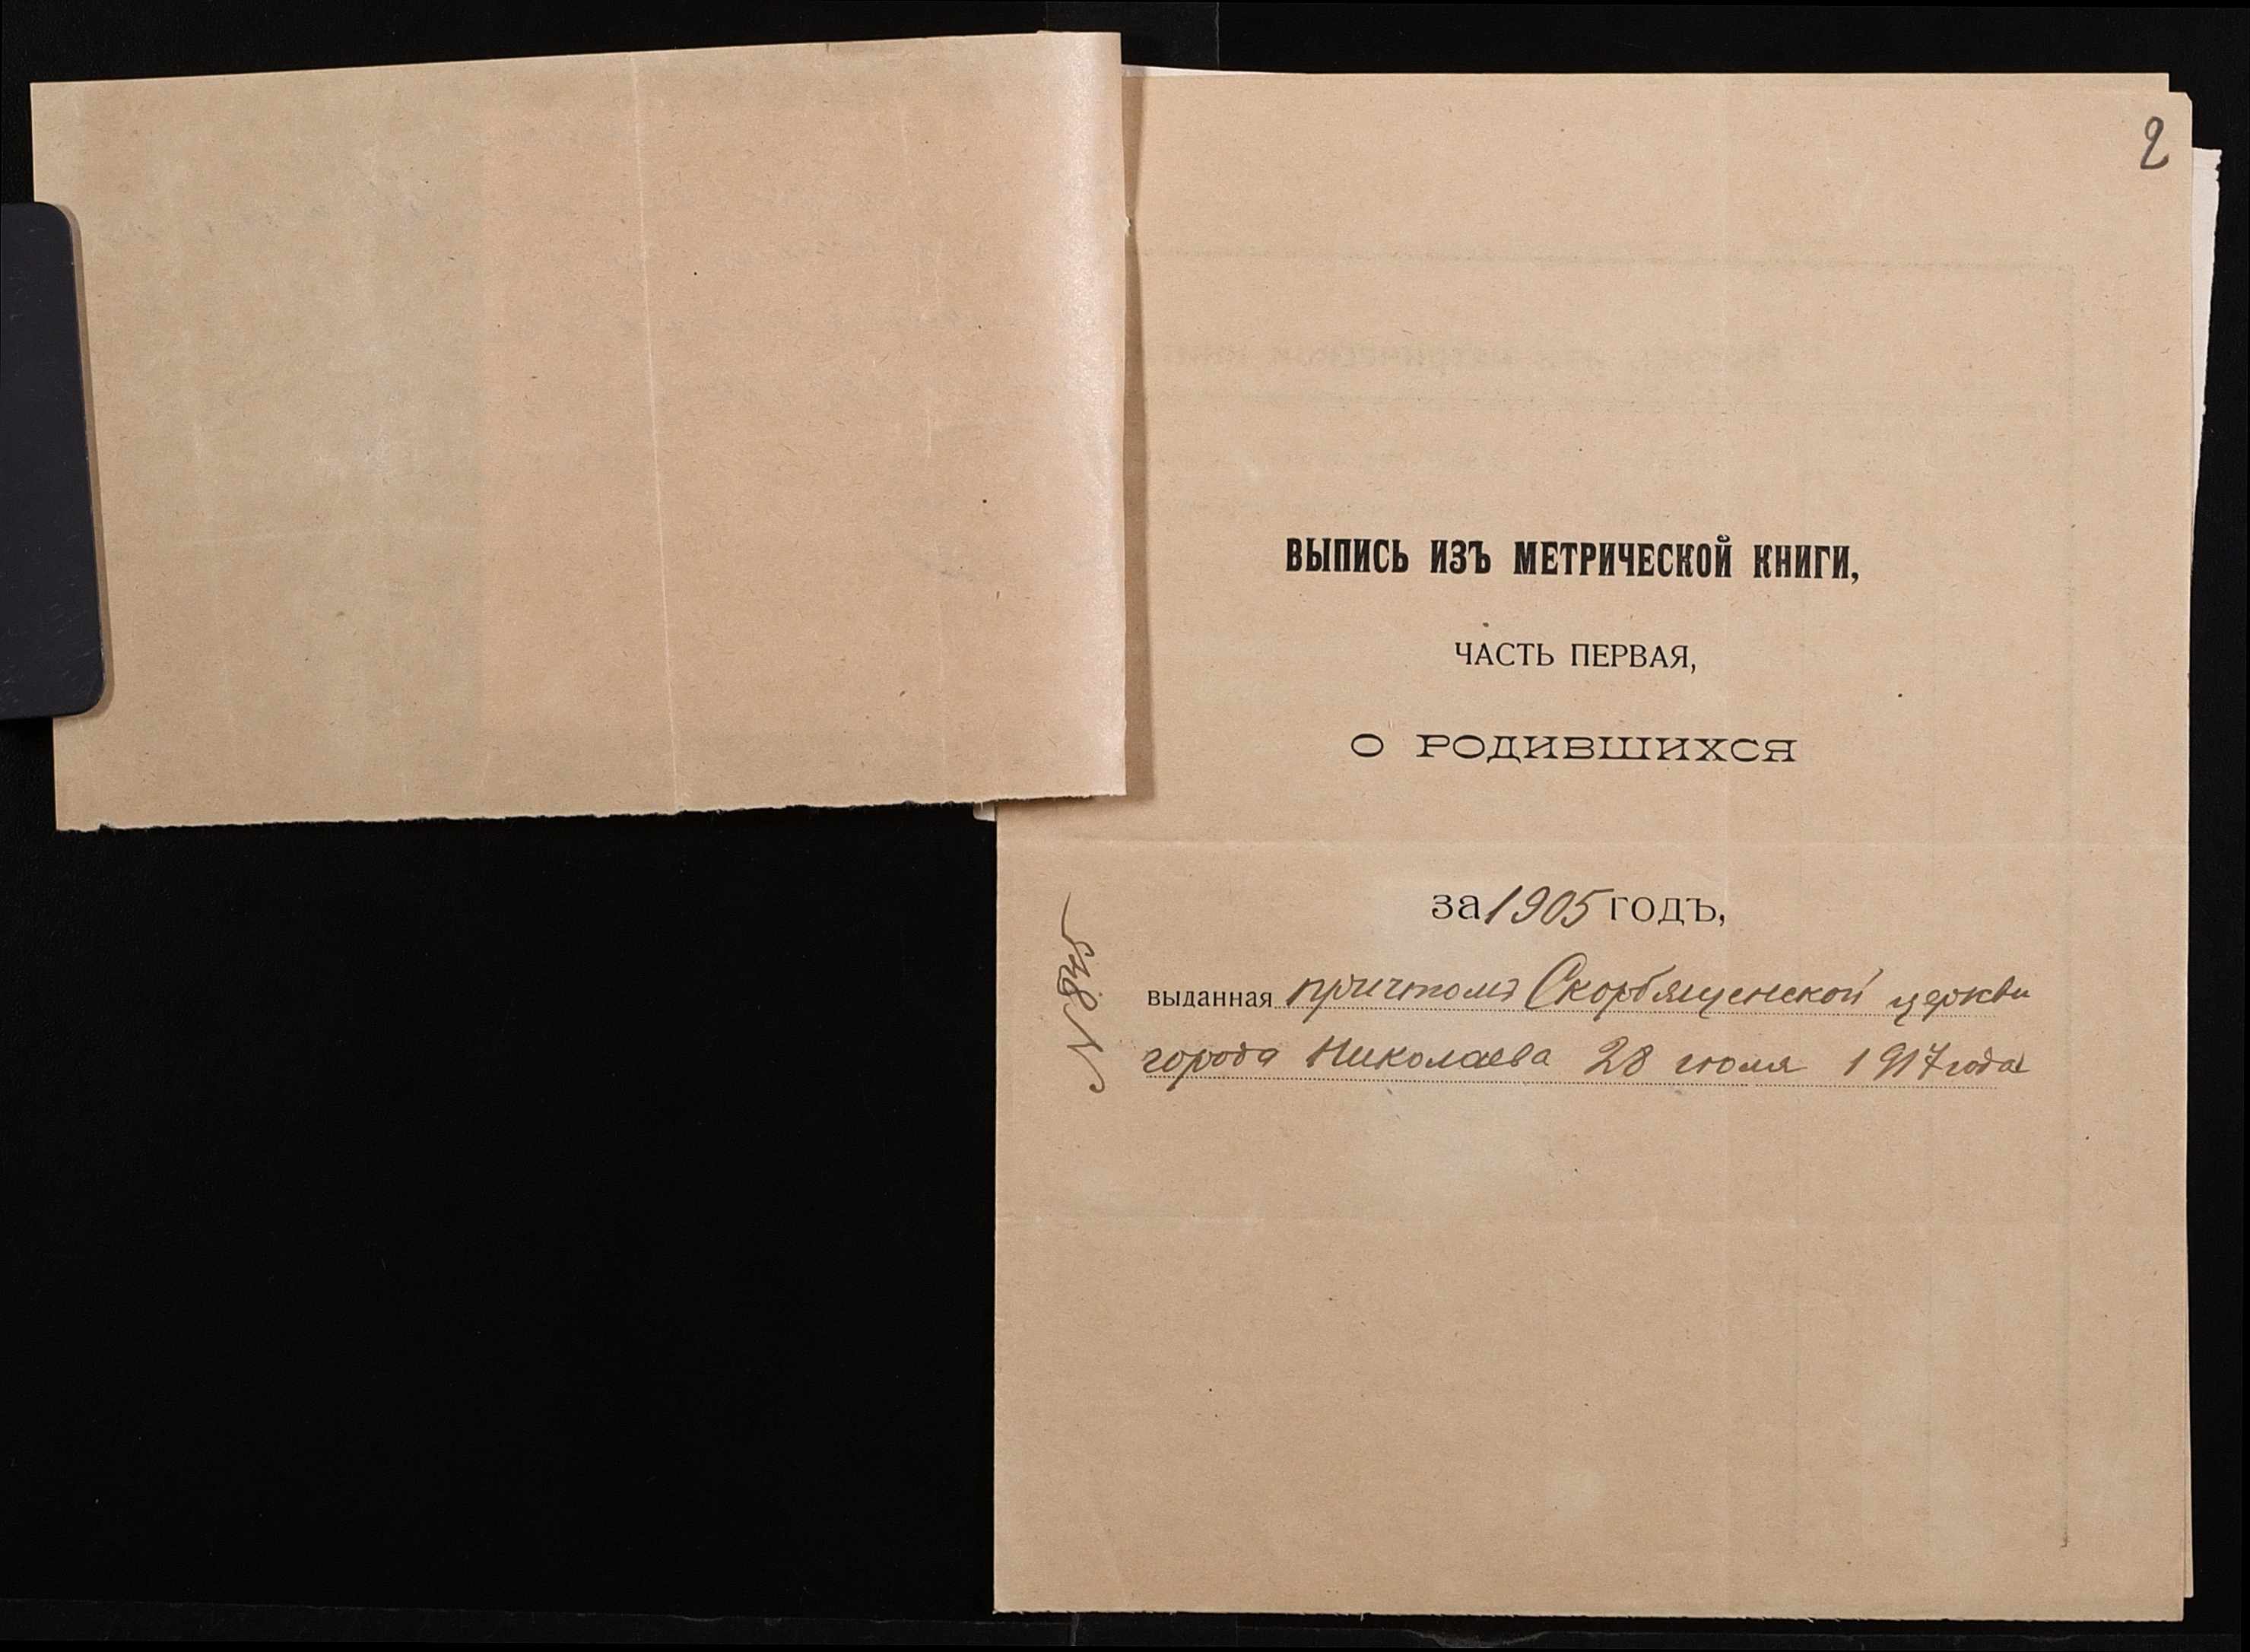 2
ВЫПИСЬ ИЗЪ МЕТРИЧЕСКОЙ КНИГИ,
ЧАСТЬ ПЕРВАЯ,
О РОДИВШИХСЯ
за 1905 годъ,
выданная причтомъ Скорбященской церкви
города Николаева 28 июля 1917 года